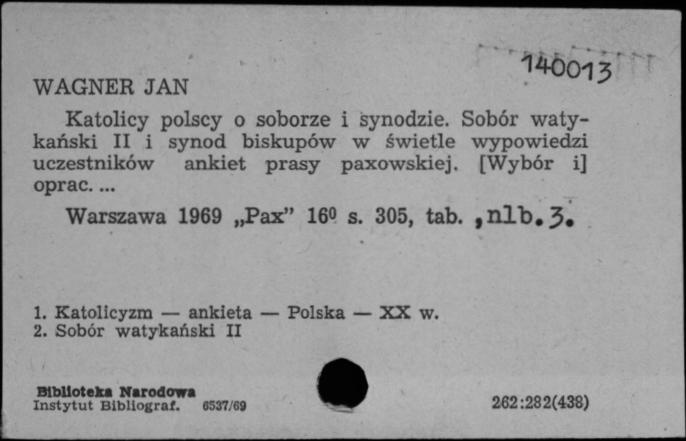 140013
WAGNER JAN
Katolicy polscy o soborze i synodzie. Sobór waty-
kański II i synod biskupów w świetle wypowiedzi
uczestników ankiet prasy paxowskiej. [Wybór i]
oprac. ...
Warszawa 1969 „Pax” 16⁰ s. 305, tab. , nlb. 3.
1. Katolicyzm — ankieta — Polska — XX w.
2. Sobór watykański II
Biblioteka Narodowa
Instytut Bibliograf. 6537/69
262:282(438)